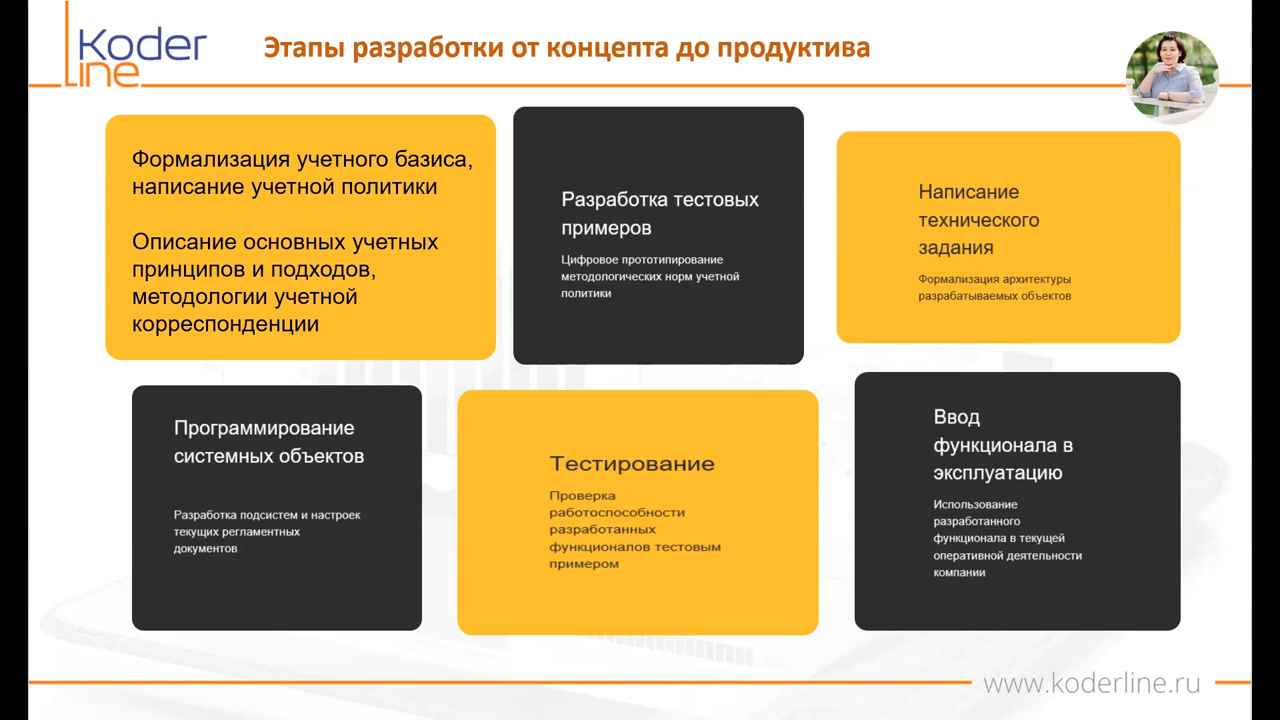 Koder
line
Этапы разработки от концепта до продуктива
Формализация учетного базиса,
написание учетной политики
Описание основных учетных
принципов и подходов,
методологии учетной
корреспонденции
Разработка тестовых
примеров
Цифровое прототипирование
методологических норм учетной
политики
Написание
технического
задания
Формализация архитектуры
разрабатываемых объектов
Программирование
системных объектов
Разработка подсистем и настроек
текущих регламентных
документов
Тестирование
Проверка
работоспособности
разработанных
функционалов тестовым
примером
Ввод
функционала в
эксплуатацию
Использование
разработанного
функционала в текущей
оперативной деятельности
компании
www.koderline.ru